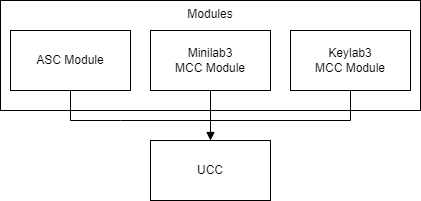 Modules
ASC Module
Minilab3
MCC Module
Keylab3
MCC Module
UCC